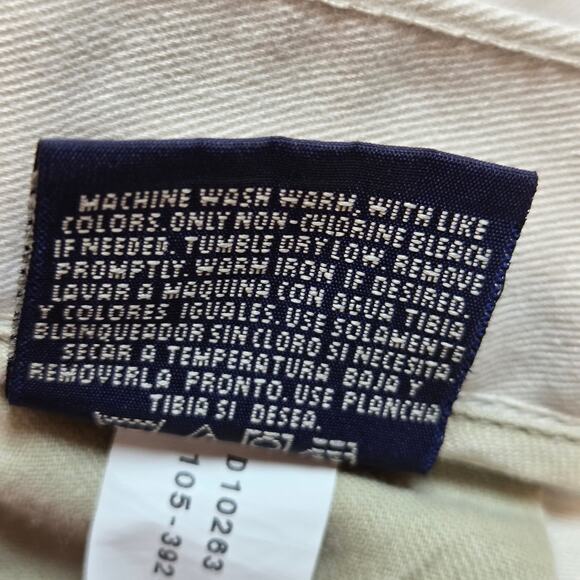 MACHINE WASH WARM, WITH LIKE
COLORS. ONLY NON-CHLORINE BLEACH
IF NEEDED. TUMBLE DRY LOW. REMOVE
PROMPTLY. WARM IRON IF DESIRED.
LAVAR A MAQUINA CON AGUA TIBIA
Y COLORES IGUALES. USE SOLAMENTE
BLANQUEADOR SIN CLORO SI NECESITA.
SECAR A TEMPERATURA BAJA Y
REMOVERLA PRONTO. USE PLANCHA
TIBIA SI DESEA.
D10263
105-392